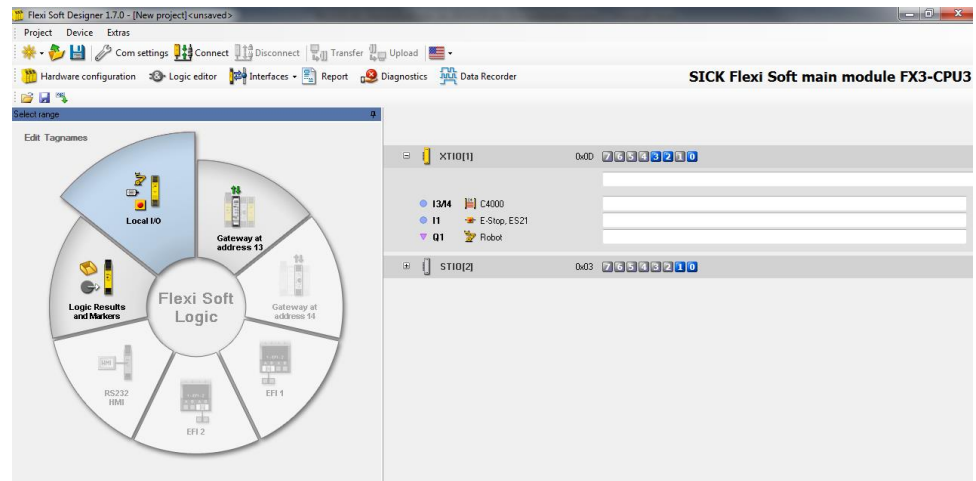 Flexi Soft Designer 1.7.0 - [New project]<unsaved>
Project Device Extras
Com settings Connect Disconnect Transfer Upload
Hardware configuration Logic editor Interfaces Report Diagnostics Data Recorder SICK Flexi Soft main module FX3-CPU3
Select range
Edit Tagnames
Local I/O
Gateway at
address 13
Gateway at
address 14
EFI 1
EFI 2
RS232
HMI
Logic Results
and Markers
Flexi Soft
Logic
XTIO[1] 0x0D 7 6 5 4 3 2 1 0
I3/I4 C4000
I1 E-Stop, ES21
Q1 Robot
STIO[2] 0x03 7 6 5 4 3 2 1 0